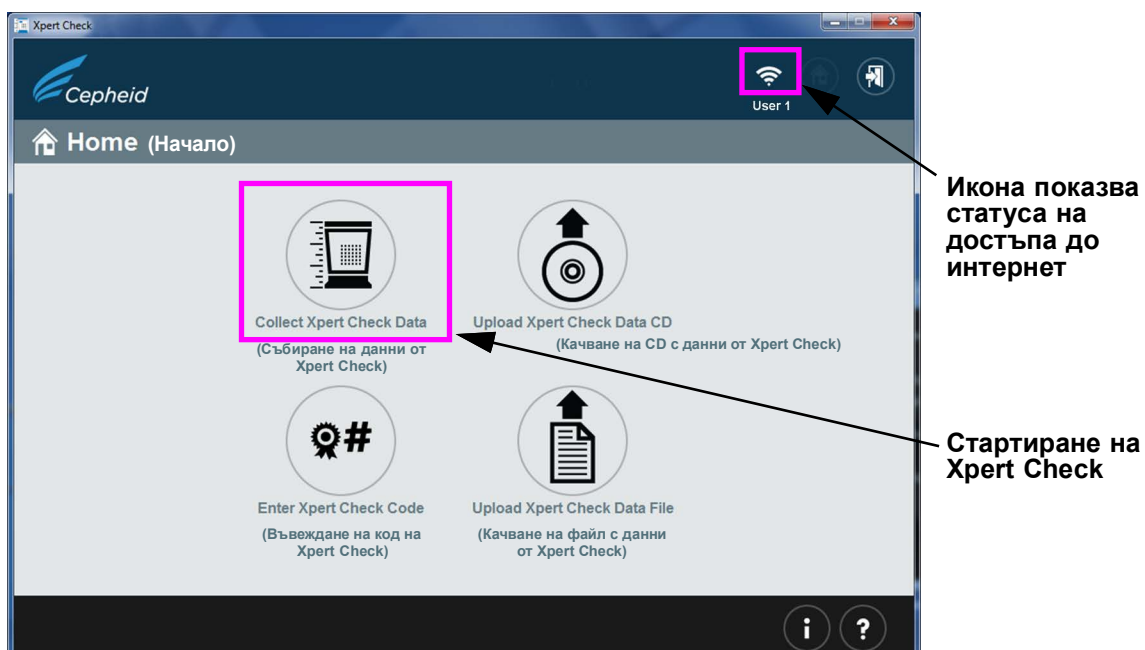 Xpert Check
Cepheid
User 1
Home (Начало)
Икона показва
статуса на
достъпа до
интернет
Collect Xpert Check Data
(Събиране на данни от
Xpert Check)
Upload Xpert Check Data CD
(Качване на CD с данни от Xpert Check)
Стартиране на
Xpert Check
#
Enter Xpert Check Code
(Въвеждане на код на
Xpert Check)
Upload Xpert Check Data File
(Качване на файл с данни
от Xpert Check)
i ?